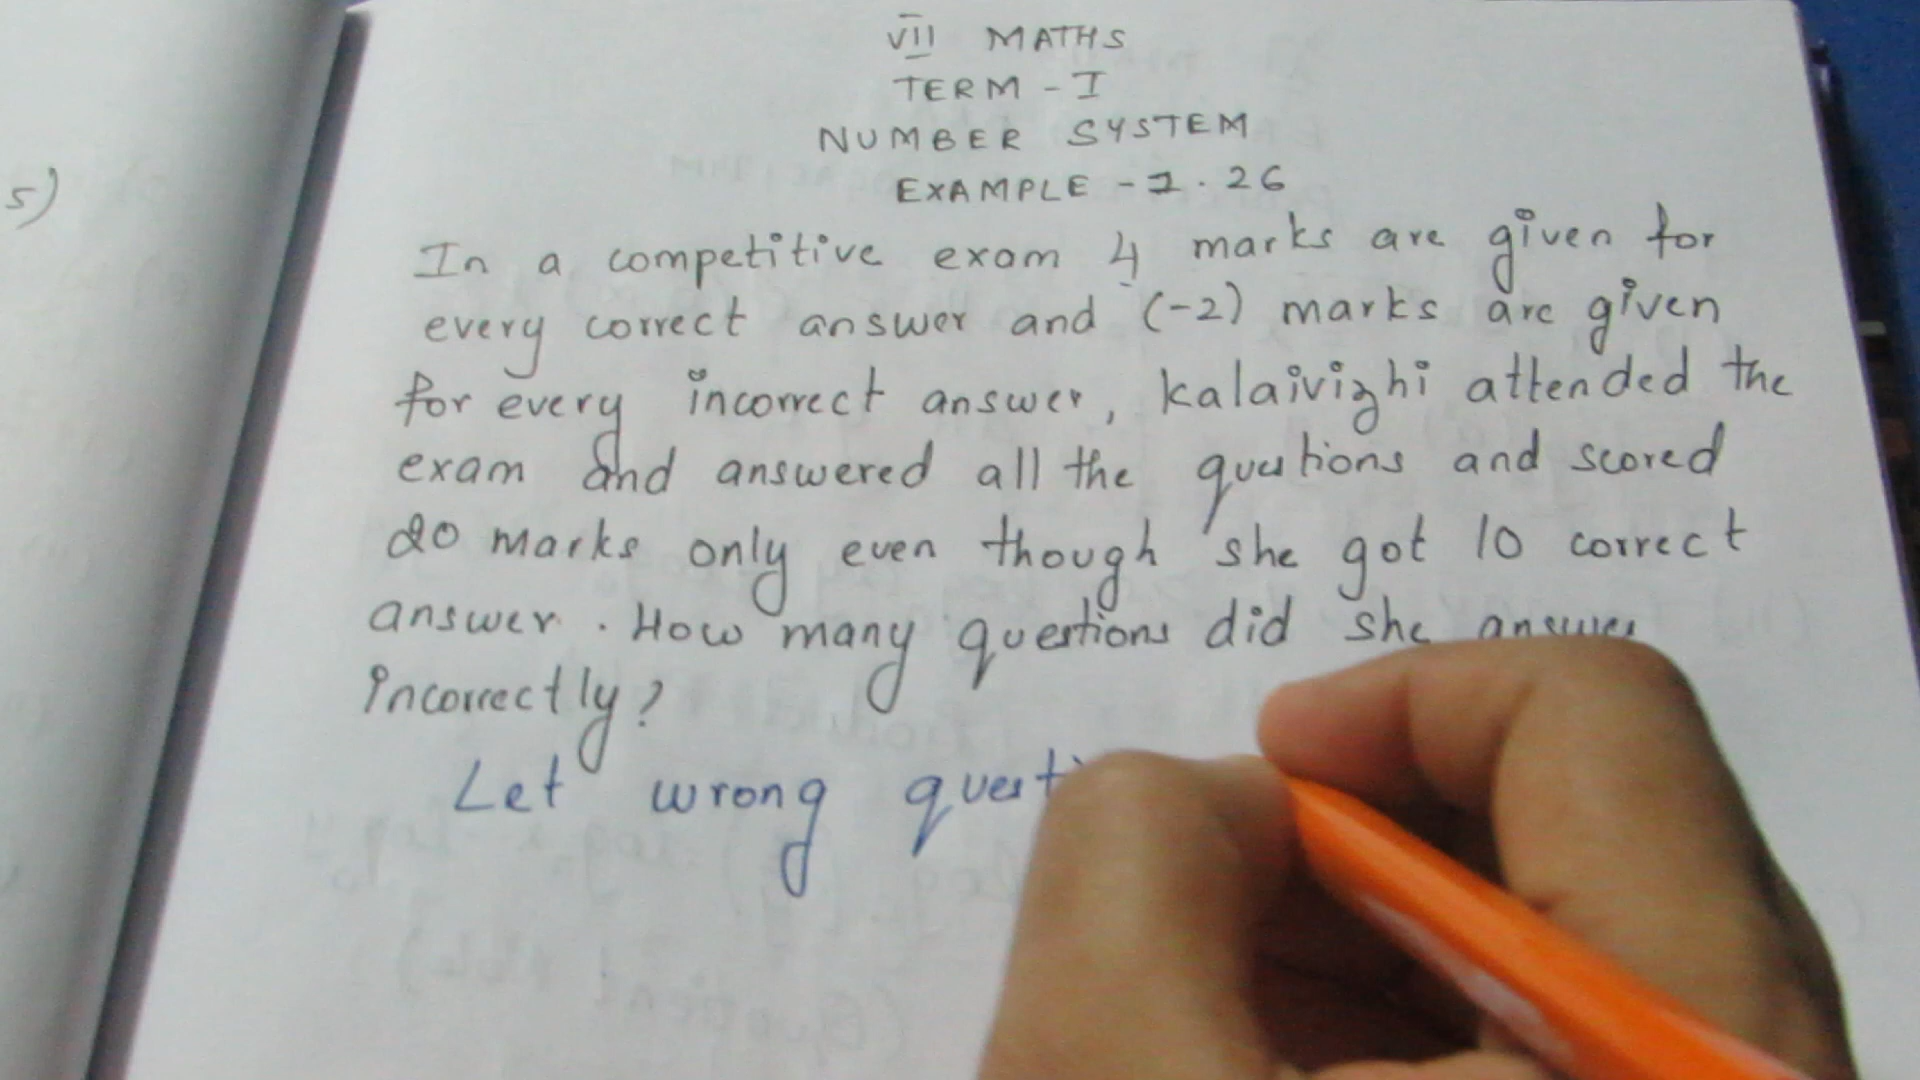 5)
VII MATHS
TERM - I
NUMBER SYSTEM
EXAMPLE - 1.26
In a competitive exam 4 marks are given for
every correct answer and (-2) marks are given
for every incorrect answer, kalaivizhi attended the
exam and answered all the questions and scored
20 marks only even though she got 10 correct
answer. How many questions did she answer
incorrectly?
Let wrong questi